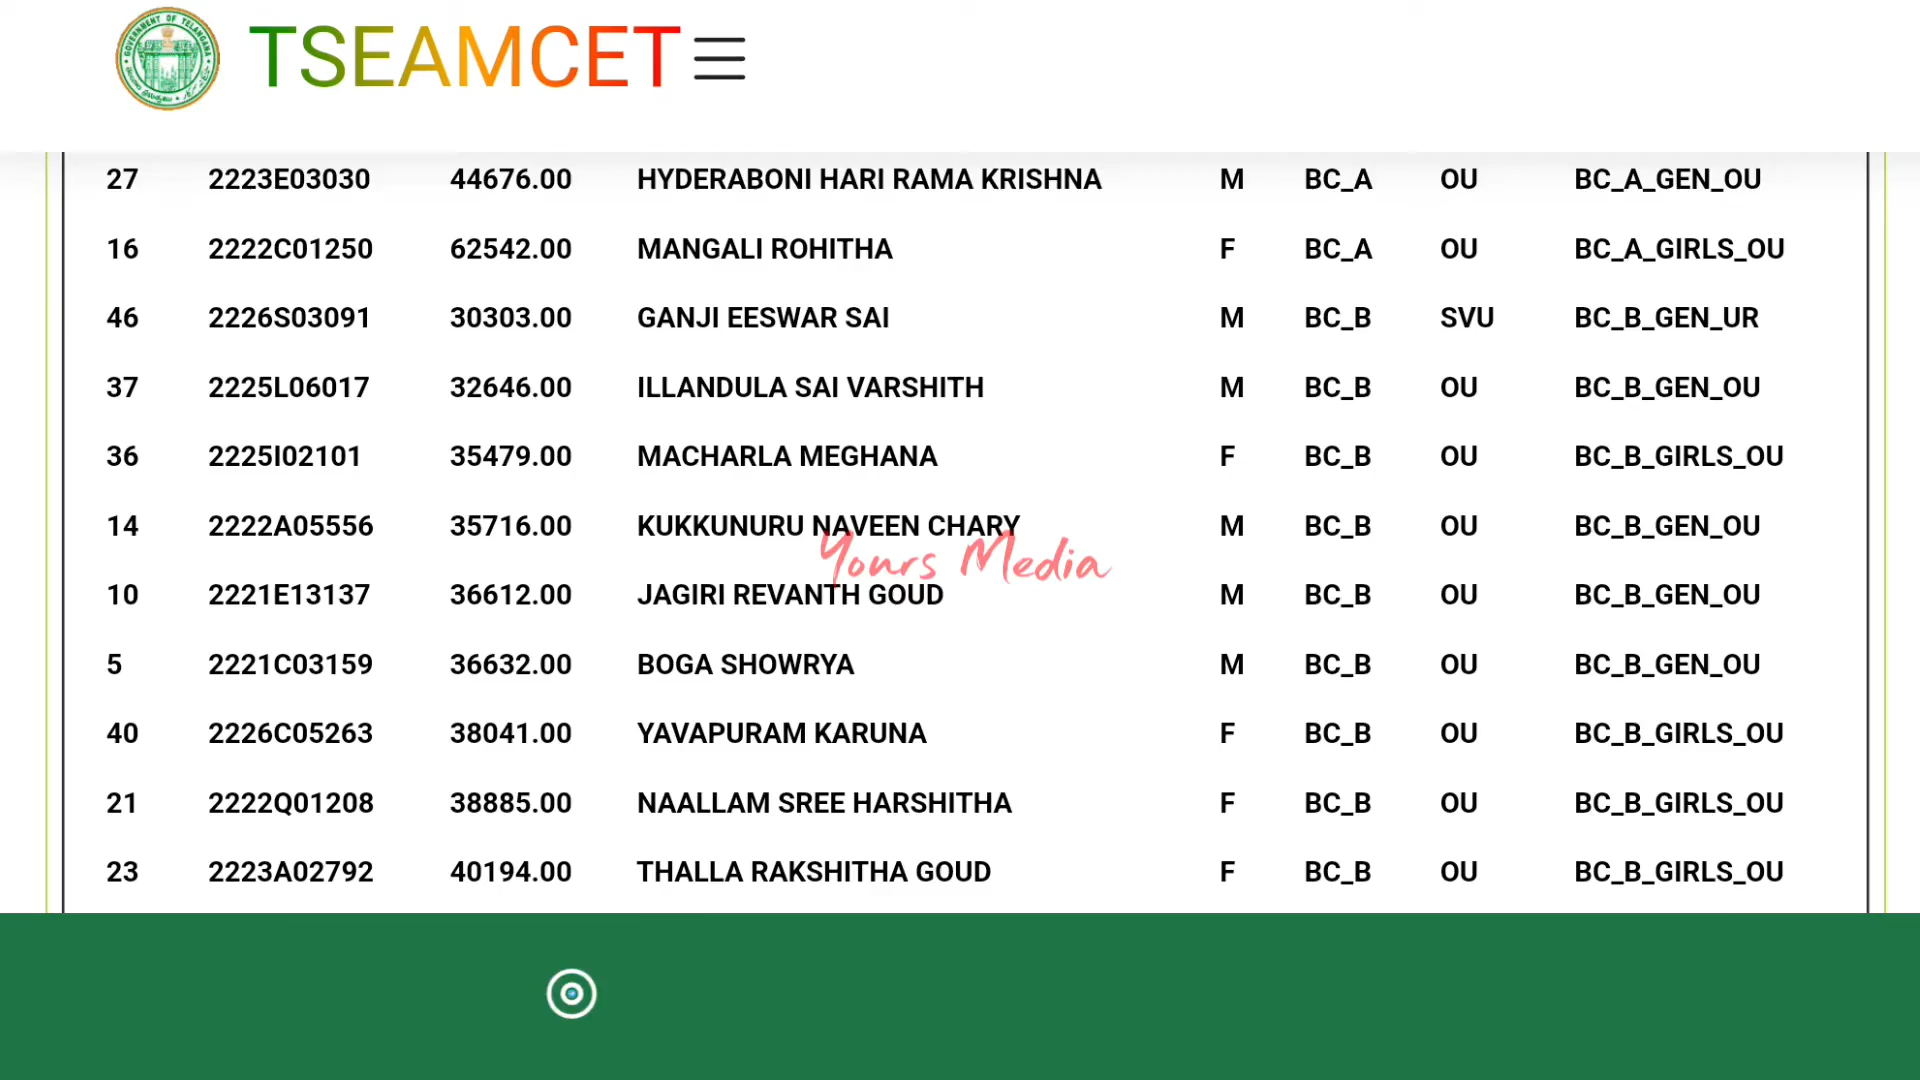 TSEAMCET
27 2223E03030 44676.00 HYDERABONI HARI RAMA KRISHNA M BC_A OU BC_A_GEN_OU
16 2222C01250 62542.00 MANGALI ROHITHA F BC_A OU BC_A_GIRLS_OU
46 2226S03091 30303.00 GANJI EESWAR SAI M BC_B SVU BC_B_GEN_UR
37 2225L06017 32646.00 ILLANDULA SAI VARSHITH M BC_B OU BC_B_GEN_OU
36 2225I02101 35479.00 MACHARLA MEGHANA F BC_B OU BC_B_GIRLS_OU
14 2222A05556 35716.00 KUKKUNURU NAVEEN CHARY M BC_B OU BC_B_GEN_OU
Yours Media
10 2221E13137 36612.00 JAGIRI REVANTH GOUD M BC_B OU BC_B_GEN_OU
5 2221C03159 36632.00 BOGA SHOWRYA M BC_B OU BC_B_GEN_OU
40 2226C05263 38041.00 YAVAPURAM KARUNA F BC_B OU BC_B_GIRLS_OU
21 2222Q01208 38885.00 NAALLAM SREE HARSHITHA F BC_B OU BC_B_GIRLS_OU
23 2223A02792 40194.00 THALLA RAKSHITHA GOUD F BC_B OU BC_B_GIRLS_OU